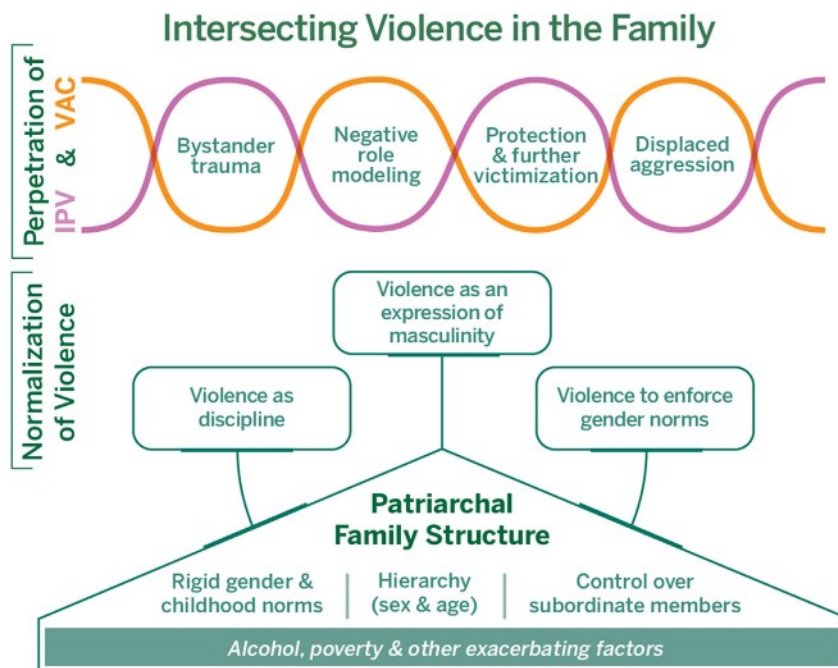 Intersecting Violence in the Family
Perpetration of
IPV & VAC
Bystander
trauma
Negative
role
modeling
Protection
& further
victimization
Displaced
aggression
Normalization
of Violence
Violence as an
expression of
masculinity
Violence as
discipline
Violence to enforce
gender norms
Patriarchal
Family Structure
Rigid gender &
childhood norms
Hierarchy
(sex & age)
Control over
subordinate members
Alcohol, poverty & other exacerbating factors